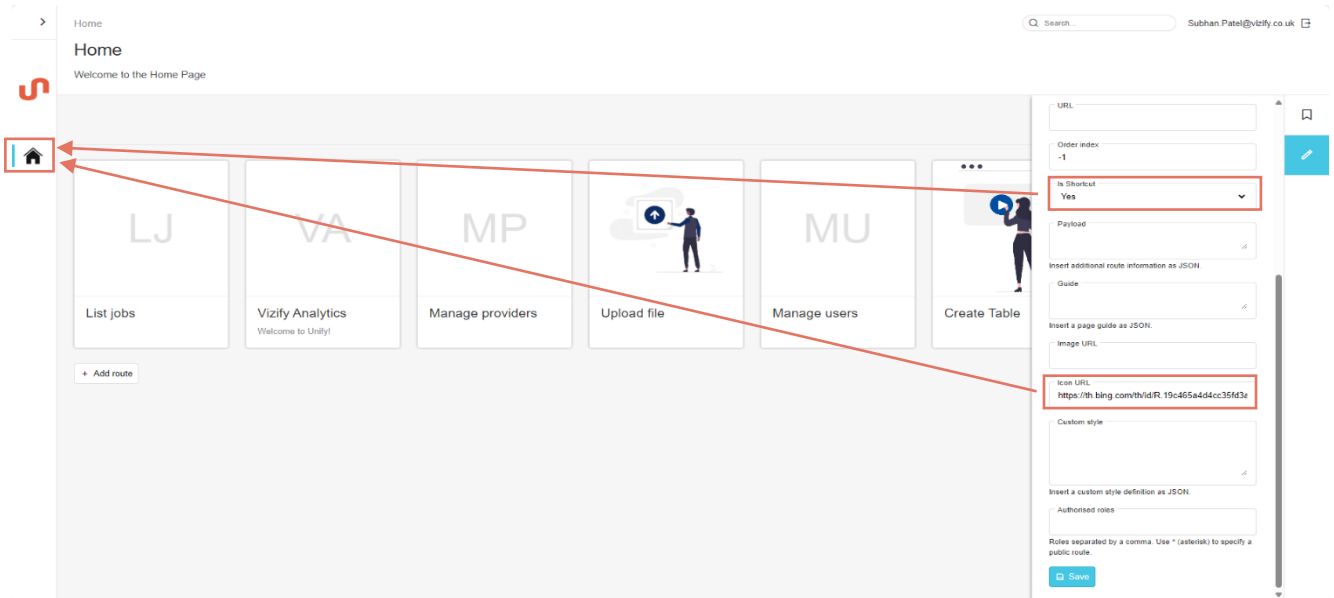 Home
Search...
Subhan.Patel@vizify.co.uk
Home
Welcome to the Home Page
LJ
VA
MP
MU
List jobs
Vizify Analytics
Welcome to Unify!
Manage providers
Upload file
Manage users
Create Table
+ Add route
URL
Order index
-1
Is Shortcut
Yes
Payload
Insert additional route information as JSON.
Guide
Insert a page guide as JSON.
Image URL
Icon URL
https://th.bing.com/th/id/R.19c465a4d4cc35fd3e
Custom style
Insert a custom style definition as JSON.
Authorised roles
Roles separated by a comma. Use * (asterisk) to specify a
public route.
Save